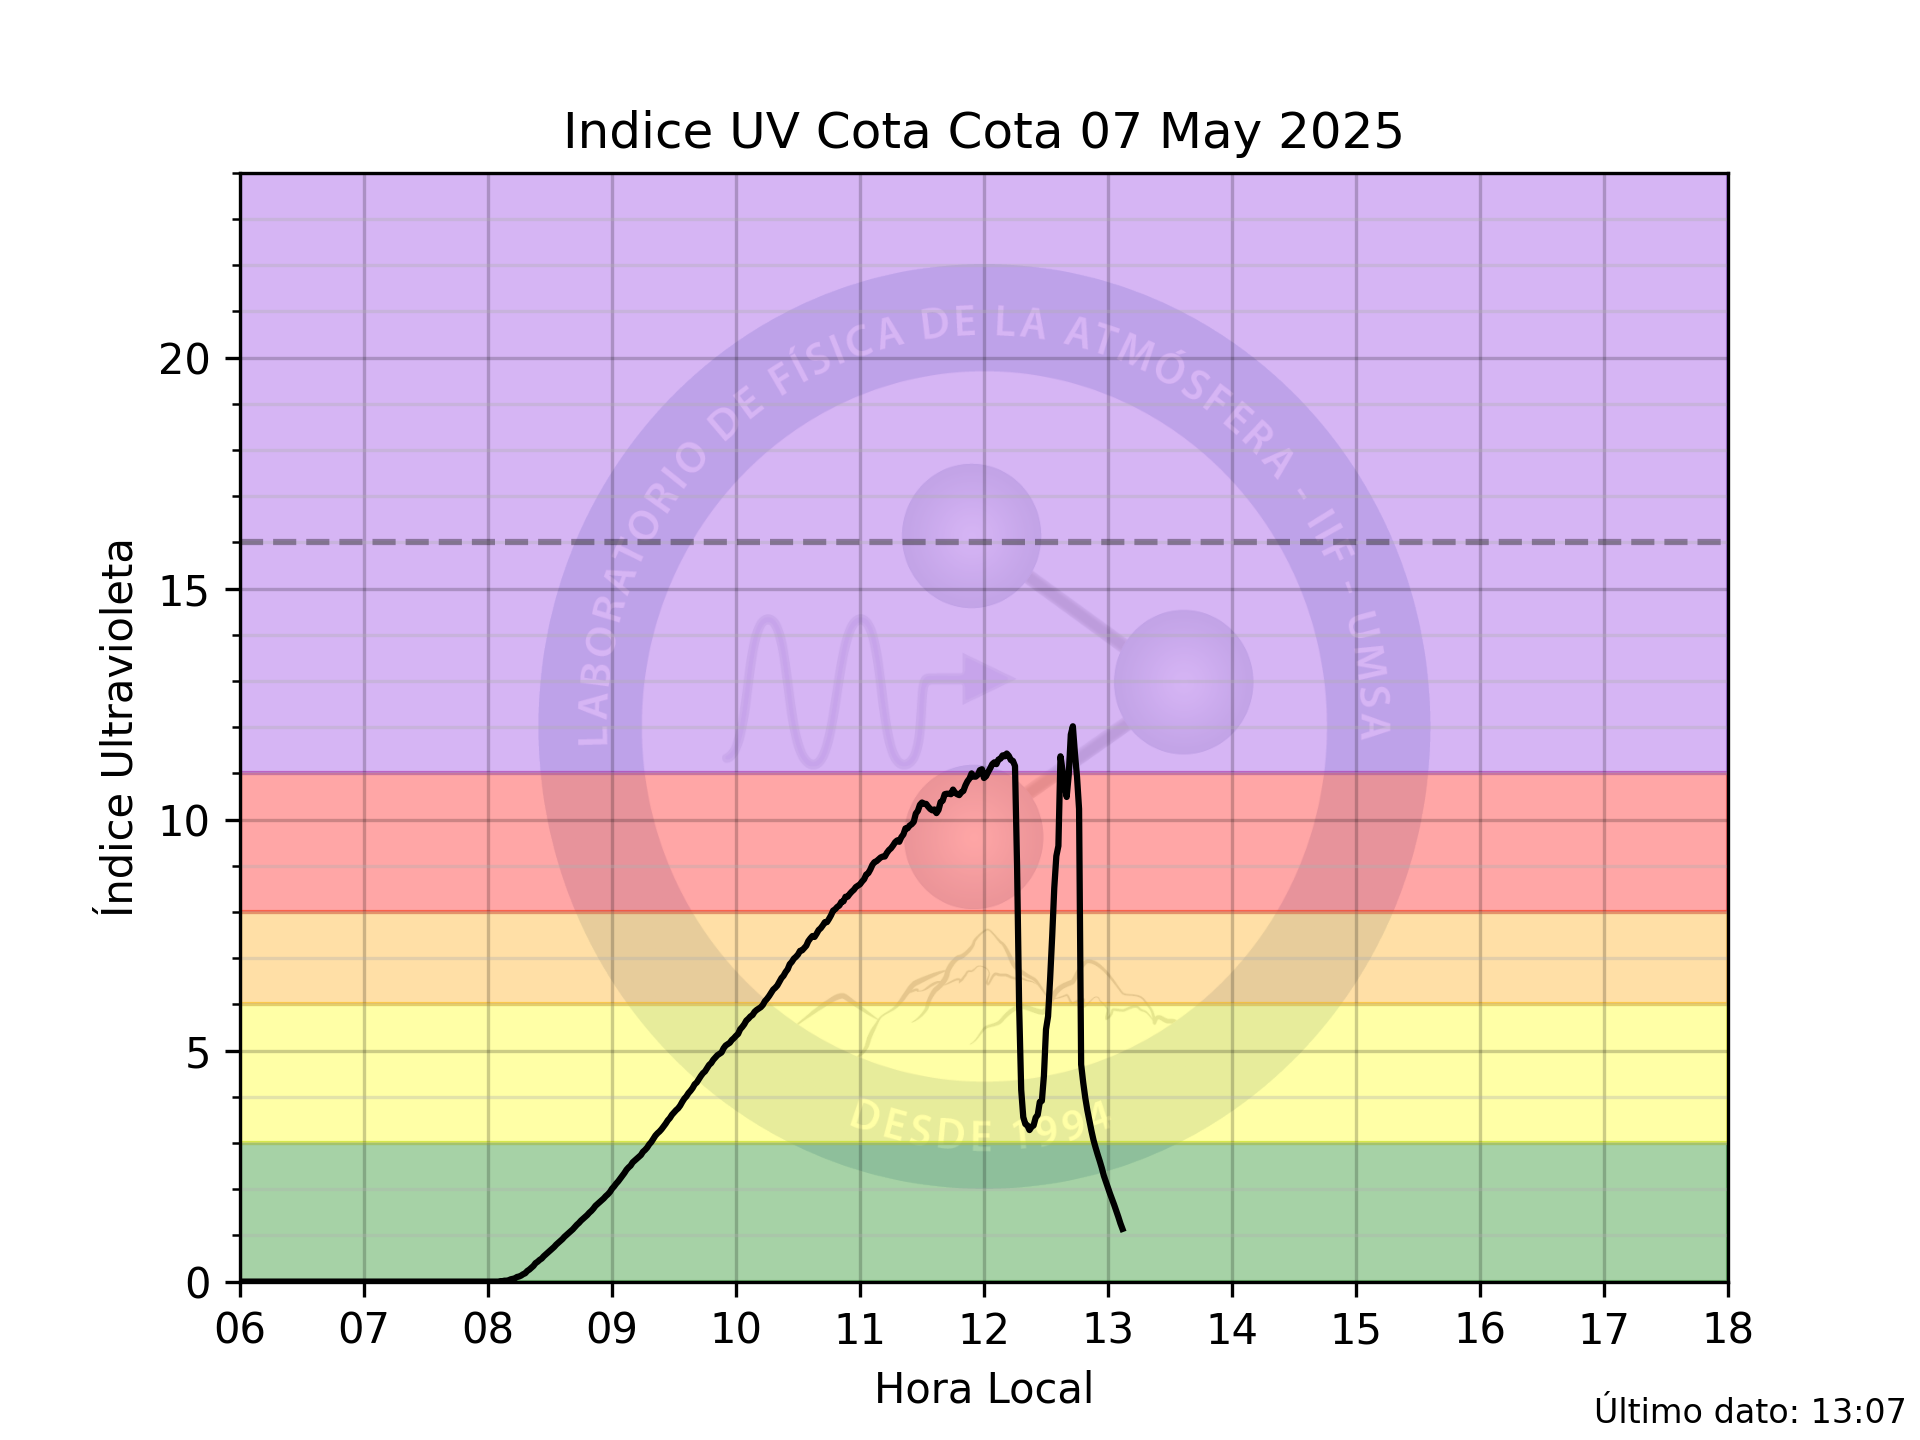 Indice UV Cota Cota 07 May 2025
Índice Ultravioleta
20
15
10
5
0
LABORATORIO DE FÍSICA DE LA ATMÓSFERA - IIF - UMSA
DESDE 1994
06 07 08 09 10 11 12 13 14 15 16 17 18
Hora Local
Último dato: 13:07